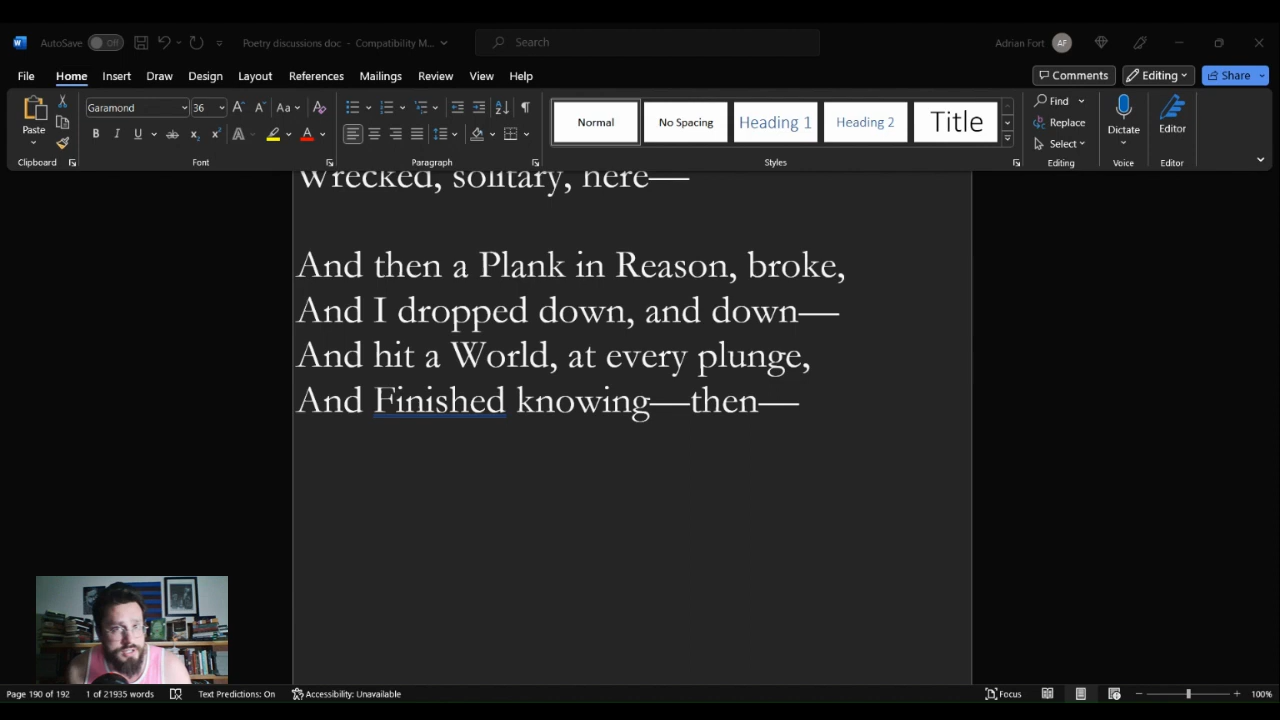 AutoSave Off Poetry discussions doc - Compatibility M... Search Adrian Fort AF
File Home Insert Draw Design Layout References Mailings Review View Help Comments Editing Share
Paste Garamond 36 Aa Normal No Spacing Heading 1 Heading 2 Title Find Replace Select Dictate Editor
Clipboard Font Paragraph Styles Editing Voice Editor
Wrecked, solitary, here—
And then a Plank in Reason, broke,
And I dropped down, and down—
And hit a World, at every plunge,
And Finished knowing—then—
Page 190 of 192 1 of 21935 words Text Predictions: On Accessibility: Unavailable Focus 100%